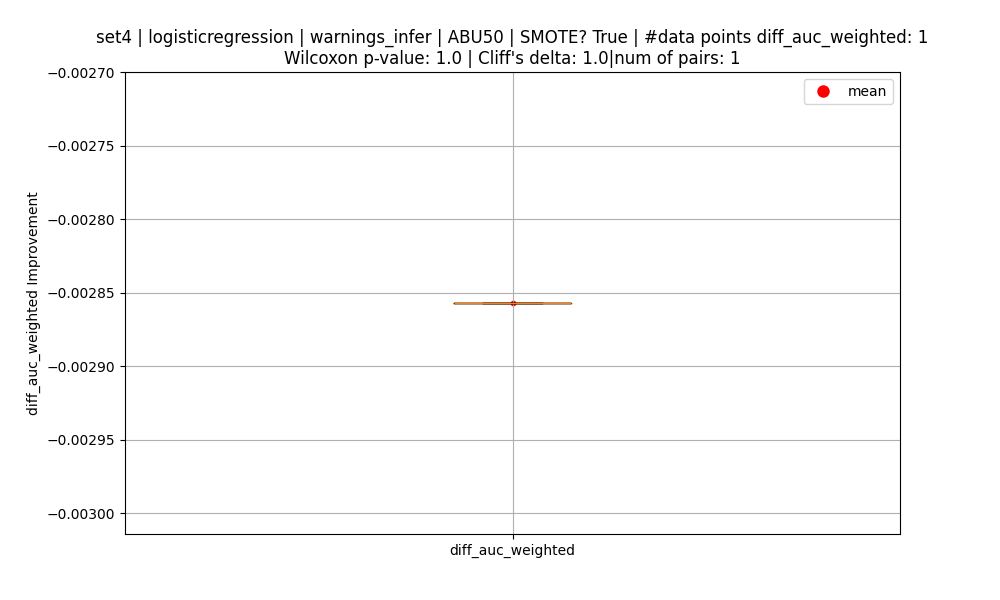 set4 | logisticregression | warnings_infer | ABU50 | SMOTE? True | #data points diff_auc_weighted: 1
Wilcoxon p-value: 1.0 | Cliff's delta: 1.0|num of pairs: 1
mean
diff_auc_weighted Improvement
−0.00270
−0.00275
−0.00280
−0.00285
−0.00290
−0.00295
−0.00300
diff_auc_weighted